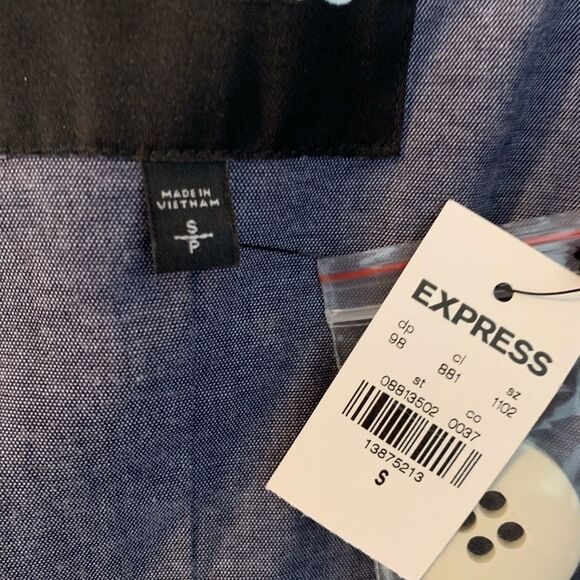 MADE IN
VIETNAM
S
P
EXPRESS
dp cl sz
98 881 1102
st co
08813502 0037
13875213
S